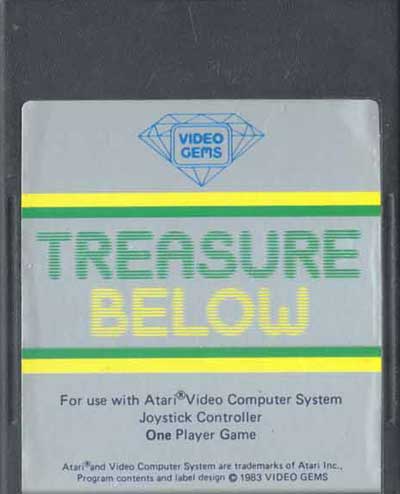 VIDEO
GEMS
TREASURE
BELOW
For use with Atari® Video Computer System
Joystick Controller
One Player Game
Atari® and Video Computer System are trademarks of Atari Inc.,
Program contents and label design © 1983 VIDEO GEMS